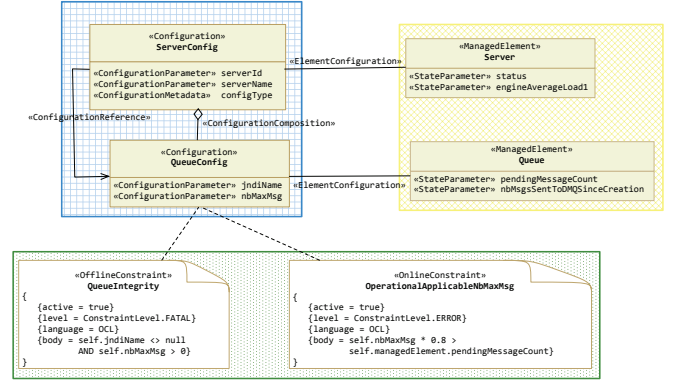 «Configuration»
ServerConfig
«ConfigurationParameter» serverId
«ConfigurationParameter» serverName
«ConfigurationMetadata» configType
«ElementConfiguration»
«ManagedElement»
Server
«StateParameter» status
«StateParameter» engineAverageLoad1
«ConfigurationReference»
«ConfigurationComposition»
«Configuration»
QueueConfig
«ConfigurationParameter» jndiName
«ConfigurationParameter» nbMaxMsg
«ElementConfiguration»
«ManagedElement»
Queue
«StateParameter» pendingMessageCount
«StateParameter» nbMsgsSentToDMQSinceCreation
«OfflineConstraint»
QueueIntegrity
{
{active = true}
{level = ConstraintLevel.FATAL}
{language = OCL}
{body = self.jndiName <> null
AND self.nbMaxMsg > 0}
}
«OnlineConstraint»
OperationalApplicableNbMaxMsg
{
{active = true}
{level = ConstraintLevel.ERROR}
{language = OCL}
{body = self.nbMaxMsg * 0.8 >
self.managedElement.pendingMessageCount}
}